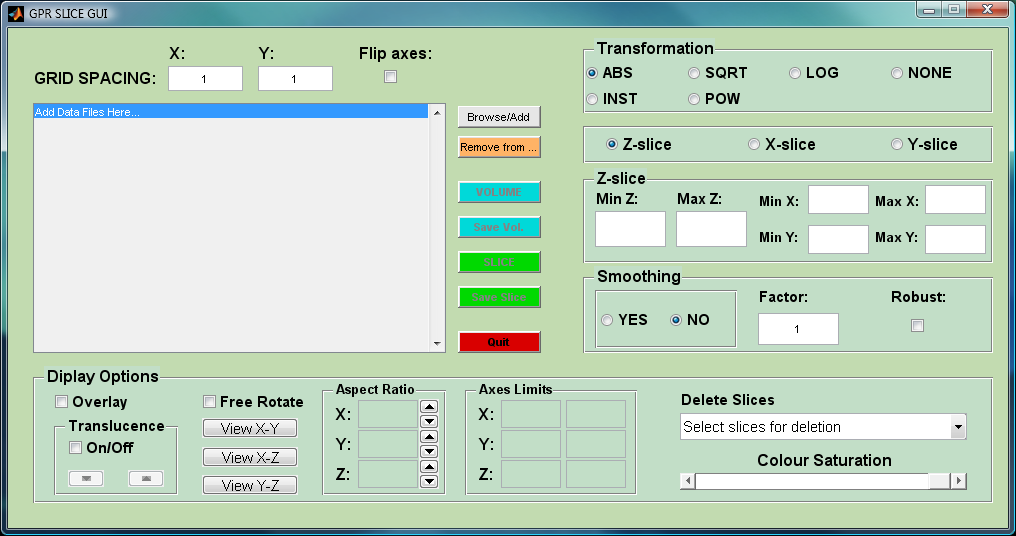 GPR SLICE GUI
X: Y: Flip axes:
GRID SPACING: 1 1
Add Data Files Here...
Browse/Add
Remove from ...
VOLUME
Save Vol.
SLICE
Save Slice
Quit
Transformation
ABS SQRT LOG NONE
INST POW
Z-slice X-slice Y-slice
Z-slice
Min Z: Max Z: Min X: Max X:
Min Y: Max Y:
Smoothing
YES NO Factor: 1 Robust:
Diplay Options
Overlay
Translucence
On/Off
Free Rotate
View X-Y
View X-Z
View Y-Z
Aspect Ratio
X:
Y:
Z:
Axes Limits
X:
Y:
Z:
Delete Slices
Select slices for deletion
Colour Saturation